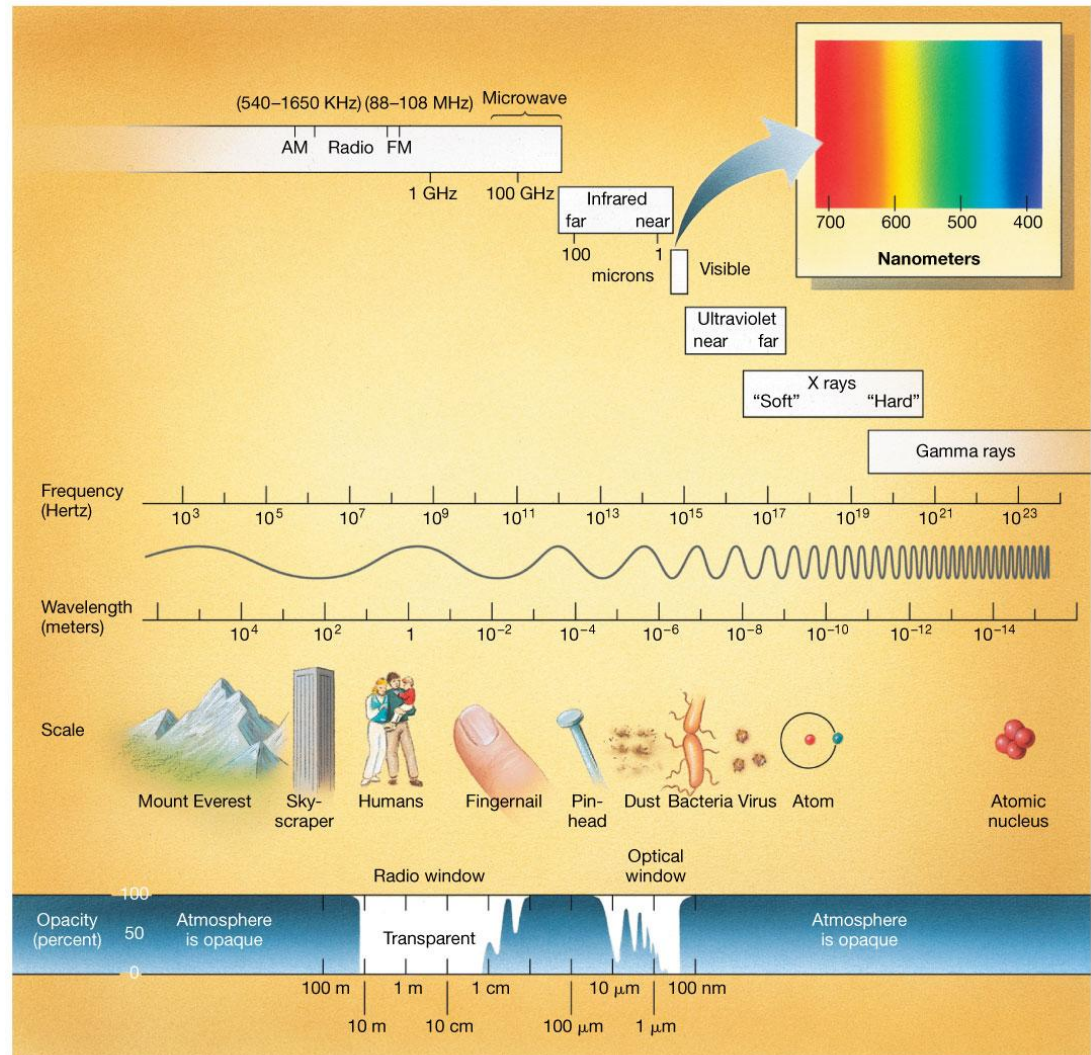 (540–1650 KHz) (88–108 MHz) Microwave
AM Radio FM
1 GHz 100 GHz
Infrared
far near
100 1
microns
Visible
700 600 500 400
Nanometers
Ultraviolet
near far
X rays
“Soft” “Hard”
Gamma rays
Frequency
(Hertz)
10³ 10⁵ 10⁷ 10⁹ 10¹¹ 10¹³ 10¹⁵ 10¹⁷ 10¹⁹ 10²¹ 10²³
Wavelength
(meters)
10⁴ 10² 1 10⁻² 10⁻⁴ 10⁻⁶ 10⁻⁸ 10⁻¹⁰ 10⁻¹² 10⁻¹⁴
Scale
Mount Everest
Sky-
scraper
Humans
Fingernail
Pin-
head
Dust
Bacteria
Virus
Atom
Atomic
nucleus
Radio window
Optical
window
Opacity
(percent)
100
50
0
Atmosphere
is opaque
Transparent
Atmosphere
is opaque
100 m 1 m 1 cm 10 μm 100 nm
10 m 10 cm 100 μm 1 μm